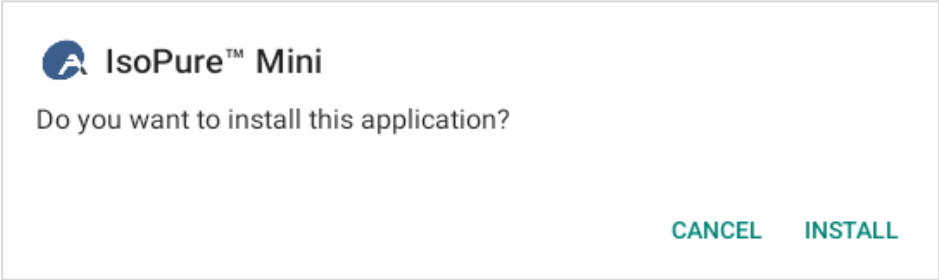 IsoPure™ Mini
Do you want to install this application?
CANCEL INSTALL